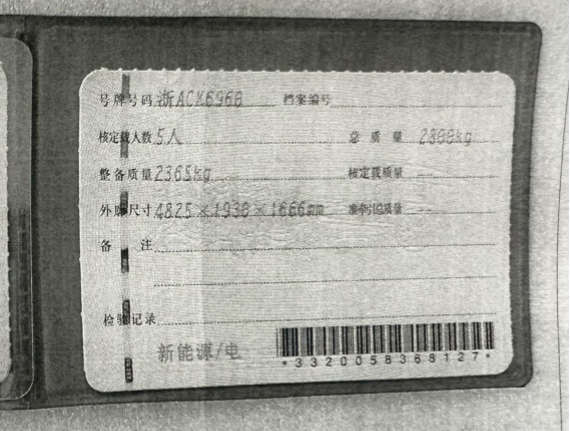 号牌号码 浙ACK6968 档案编号
核定载人数 5人 总质量 2888kg
整备质量 2365kg 核定载质量 --
外廓尺寸 4825×1938×1666mm 准牵引总质量 --
备注
检验记录
新能源/电
*3320058368127*